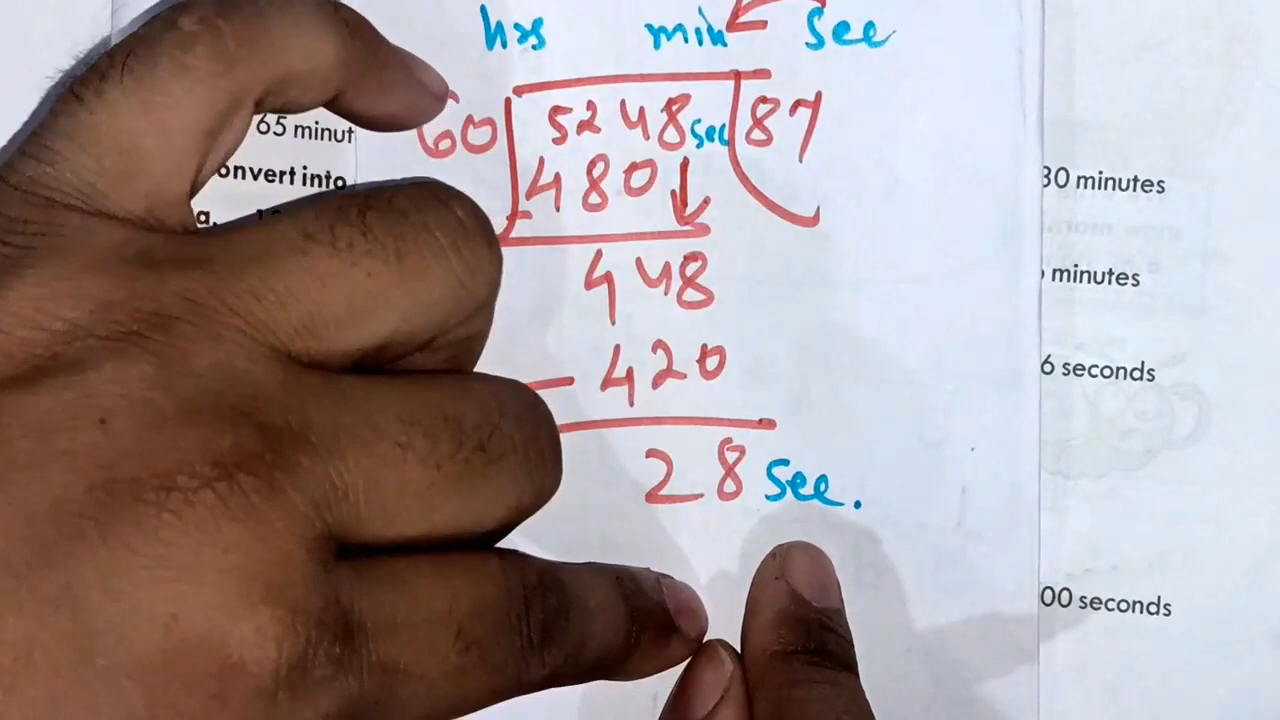 hrs min sec
60 5248 sec 87
480
448
- 420
28 sec.
65 minut
onvert into
a.
30 minutes
minutes
6 seconds
00 seconds